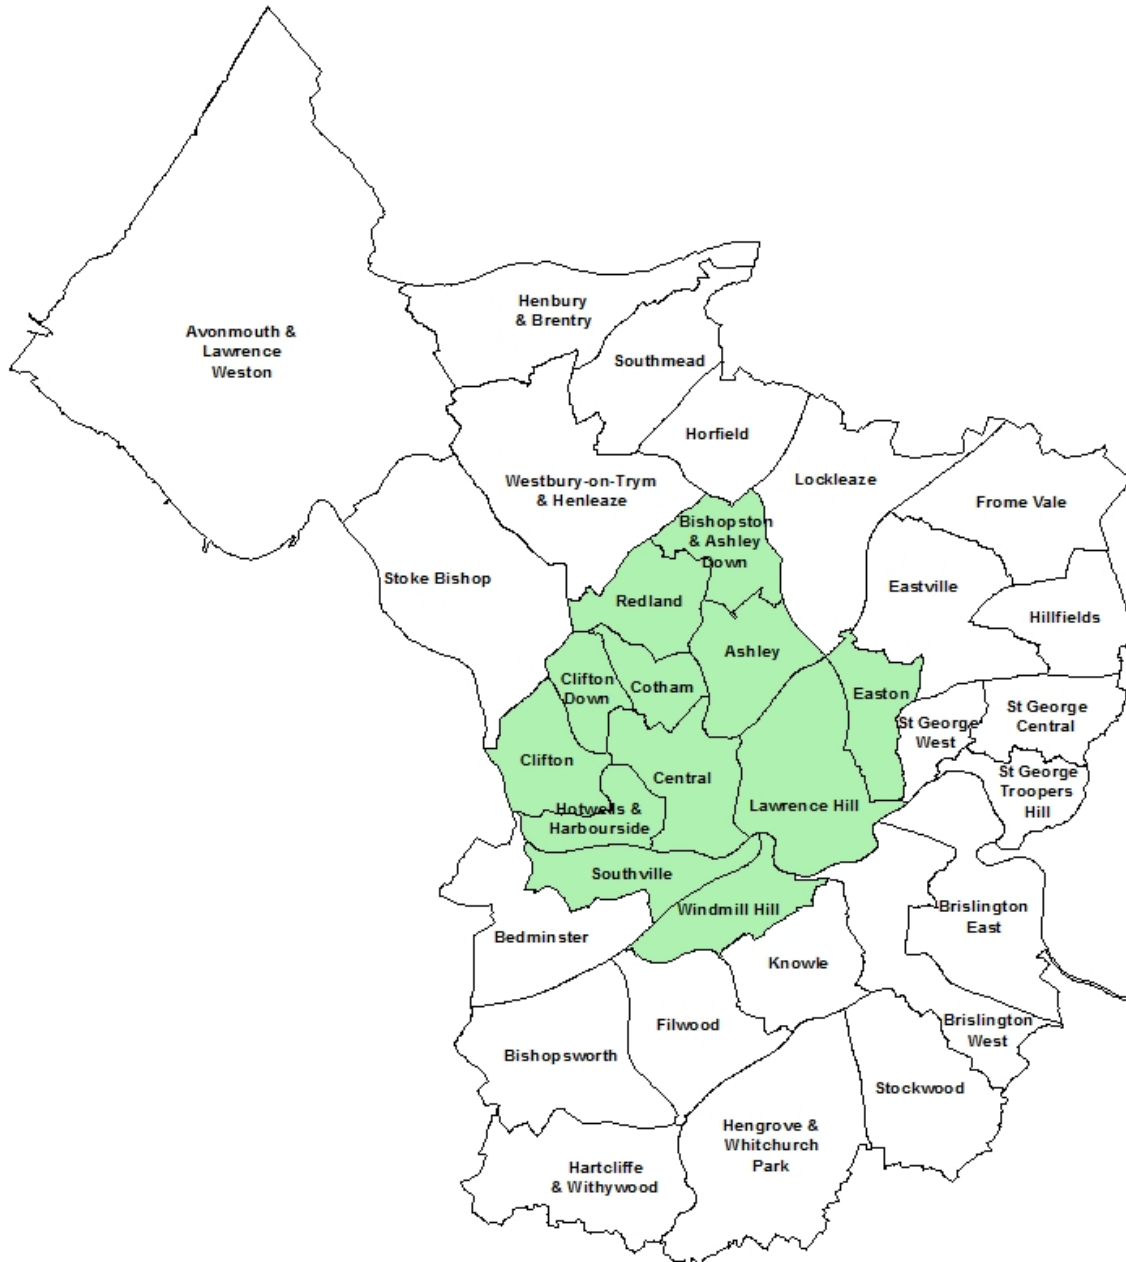 Avonmouth &
Lawrence
Weston
Henbury
& Brentry
Southmead
Horfield
Lockleaze
Westbury-on-Trym
& Henleaze
Frome Vale
Bishopston
& Ashley
Down
Stoke Bishop
Eastville
Redland
Hillfields
Ashley
Clifton
Down
Cotham
Easton
St George
West
St George
Central
Clifton
Central
St George
Troopers
Hill
Hotwells &
Harbourside
Lawrence Hill
Southville
Windmill Hill
Brislington
East
Bedminster
Knowle
Filwood
Brislington
West
Bishopsworth
Stockwood
Hengrove &
Whitchurch
Park
Hartcliffe
& Withywood